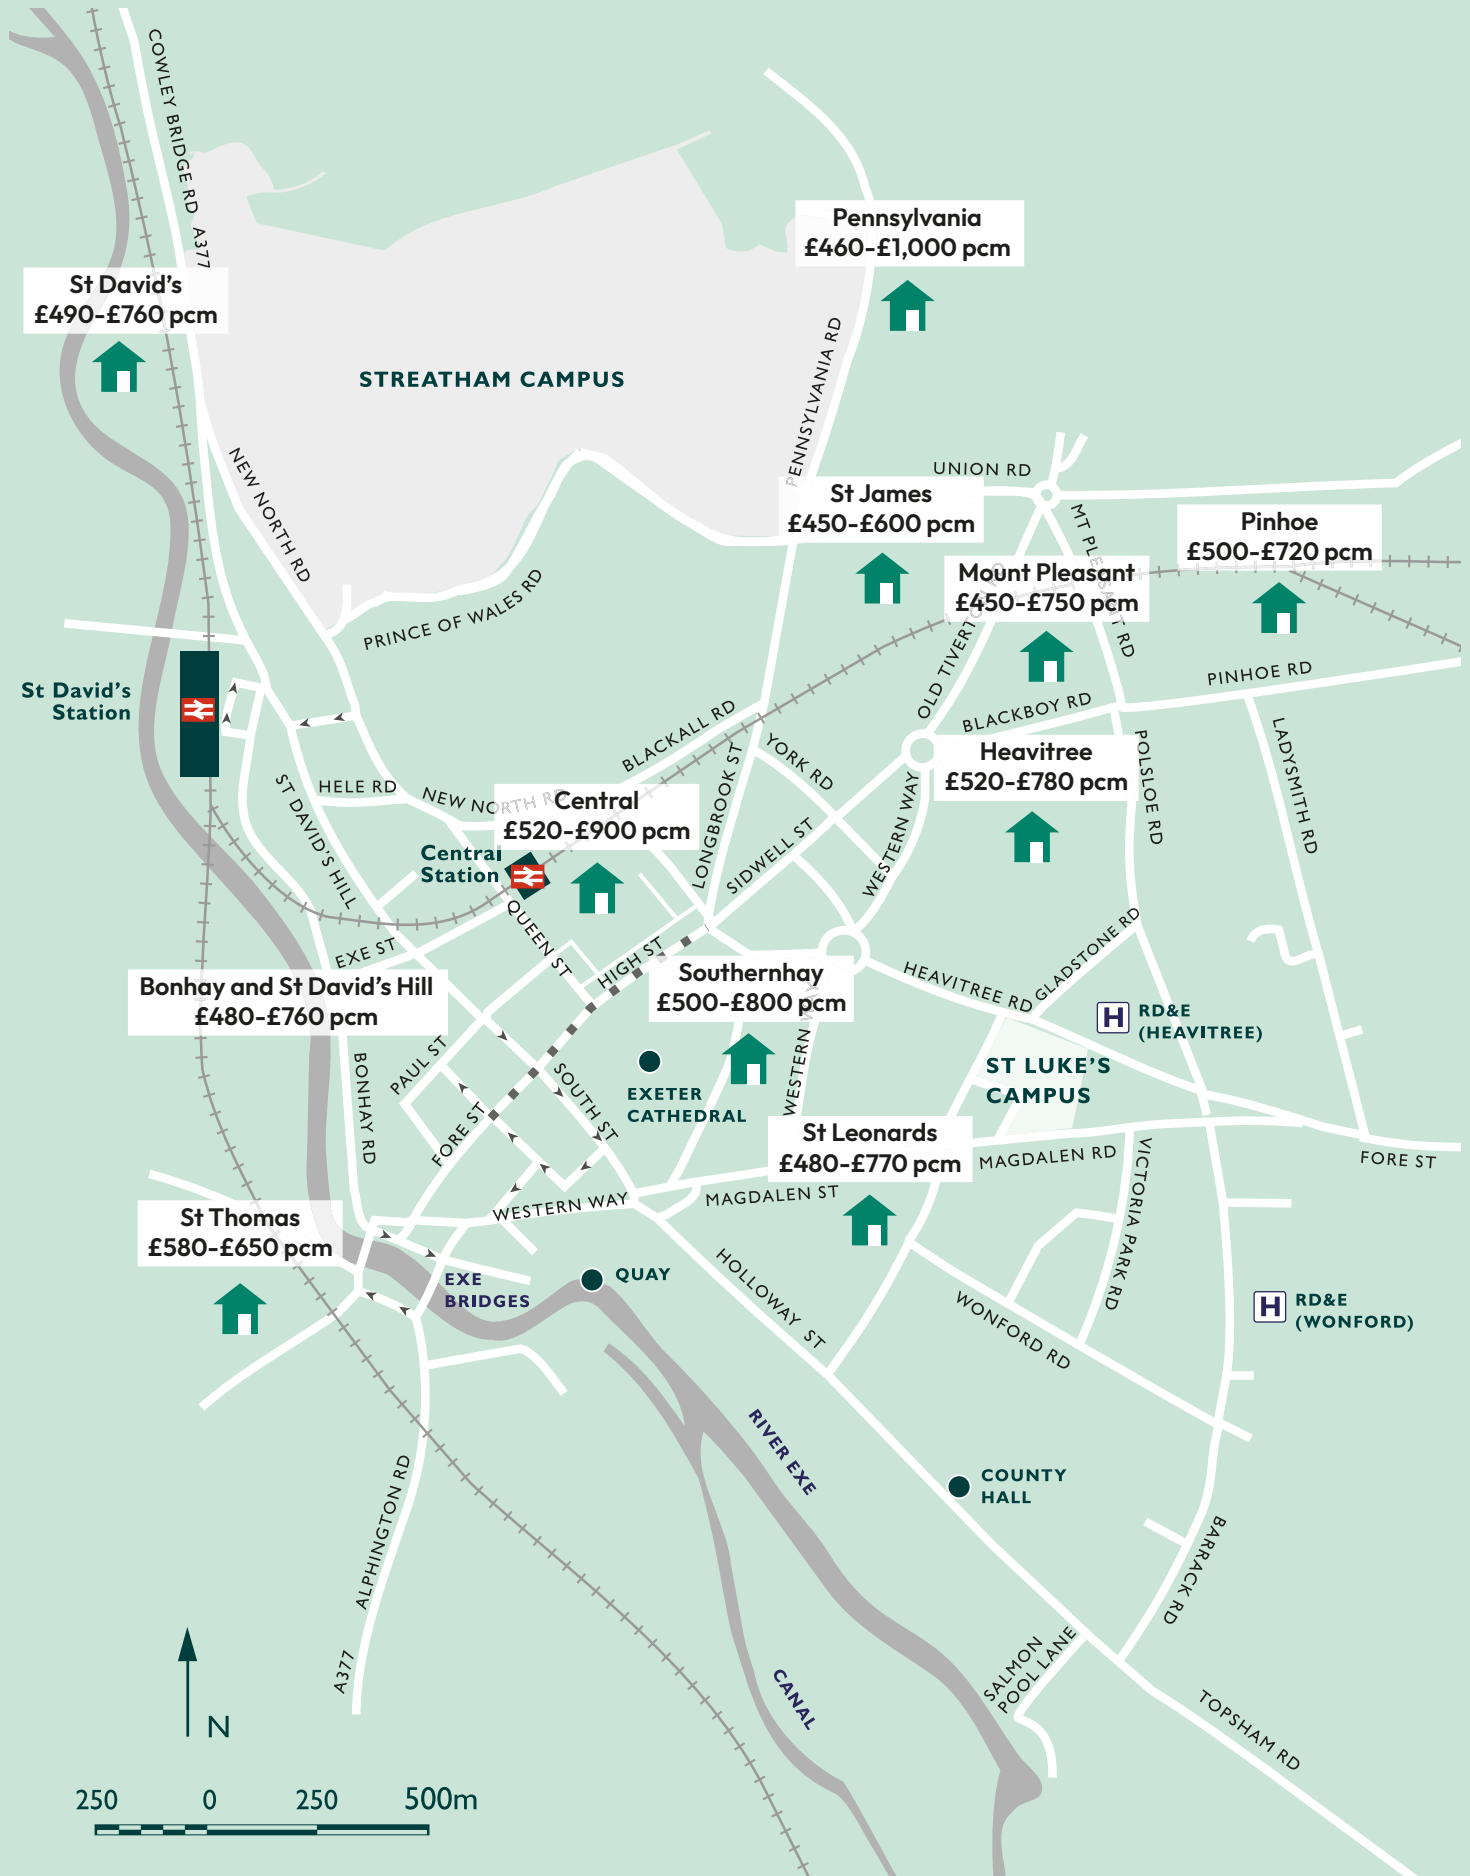 COWLEY BRIDGE RD A377
Pennsylvania
£460-£1,000 pcm
St David's
£490-£760 pcm
STREATHAM CAMPUS
PENNSYLVANIA RD
NEW NORTH RD
UNION RD
St James
£450-£600 pcm
MT PLEASANT RD
Pinhoe
£500-£720 pcm
Mount Pleasant
£450-£750 pcm
PRINCE OF WALES RD
OLD TIVERTON RD
PINHOE RD
St David's
Station
BLACKALL RD
BLACKBOY RD
LADYSMITH RD
YORK RD
POLSLOE RD
Heavitree
£520-£780 pcm
HELE RD
NEW NORTH RD
Central
£520-£900 pcm
LONGBROOK ST
ST DAVID'S HILL
SIDWELL ST
WESTERN WAY
Central
Station
QUEEN ST
EXE ST
HIGH ST
GLADSTONE RD
HEAVITREE RD
Bonhay and St David's Hill
£480-£760 pcm
Southernhay
£500-£800 pcm
RD&E
(HEAVITREE)
H
PAUL ST
BONHAY RD
SOUTH ST
EXETER
CATHEDRAL
WESTERN WAY
ST LUKE'S
CAMPUS
FORE ST
St Leonards
£480-£770 pcm
MAGDALEN RD
FORE ST
VICTORIA PARK RD
WESTERN WAY
MAGDALEN ST
St Thomas
£580-£650 pcm
EXE
BRIDGES
QUAY
HOLLOWAY ST
WONFORD RD
H
RD&E
(WONFORD)
RIVER EXE
ALPHINGTON RD
COUNTY
HALL
BARRACK RD
A377
SALMON
POOL LANE
CANAL
TOPSHAM RD
N
250 0 250 500m